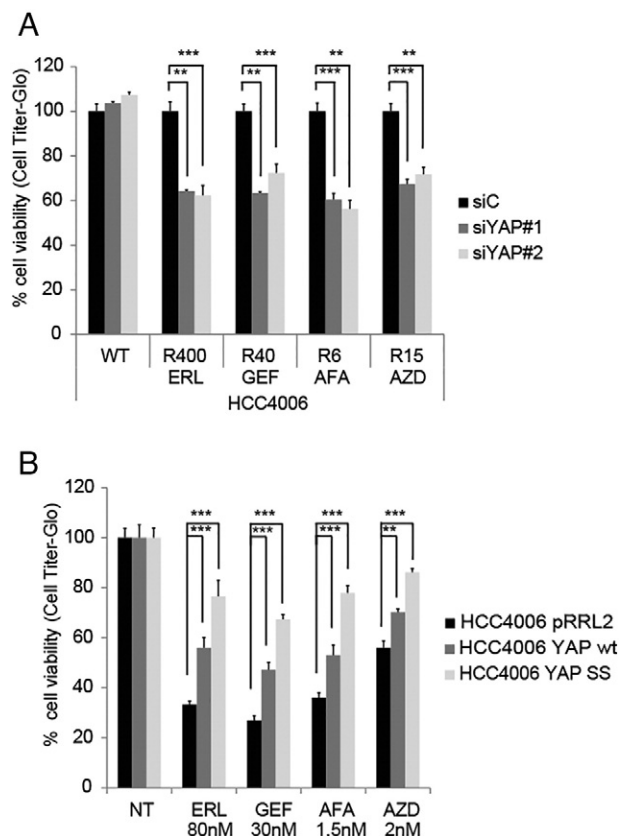 A
% cell viability (Cell Titer-Glo)
120
100
80
60
40
20
0
*** *** ** **
** ** *** ***
siC
siYAP#1
siYAP#2
WT R400 R40 R6 R15
ERL GEF AFA AZD
HCC4006
B
% cell viability (Cell Titer-Glo)
120
100
80
60
40
20
0
*** *** *** ***
*** *** *** **
HCC4006 pRRL2
HCC4006 YAP wt
HCC4006 YAP SS
NT ERL GEF AFA AZD
80nM 30nM 1.5nM 2nM